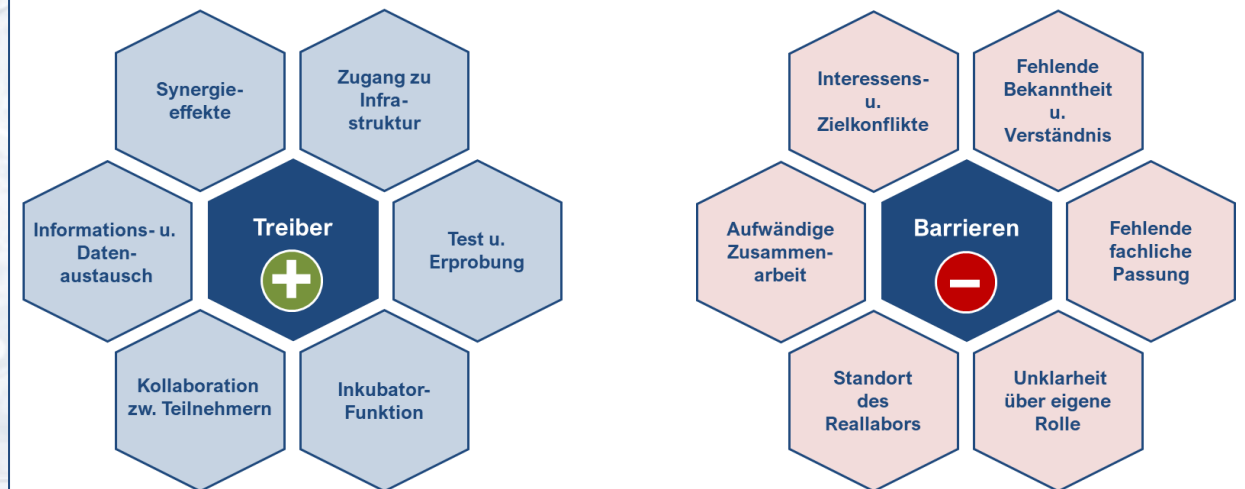 Synergie-
effekte
Zugang zu
Infra-
struktur
Informations- u.
Daten-
austausch
Treiber
Test u.
Erprobung
Kollaboration
zw. Teilnehmern
Inkubator-
Funktion
Interessens-
u.
Zielkonflikte
Fehlende
Bekanntheit
u.
Verständnis
Aufwändige
Zusammen-
arbeit
Barrieren
Fehlende
fachliche
Passung
Standort
des
Reallabors
Unklarheit
über eigene
Rolle